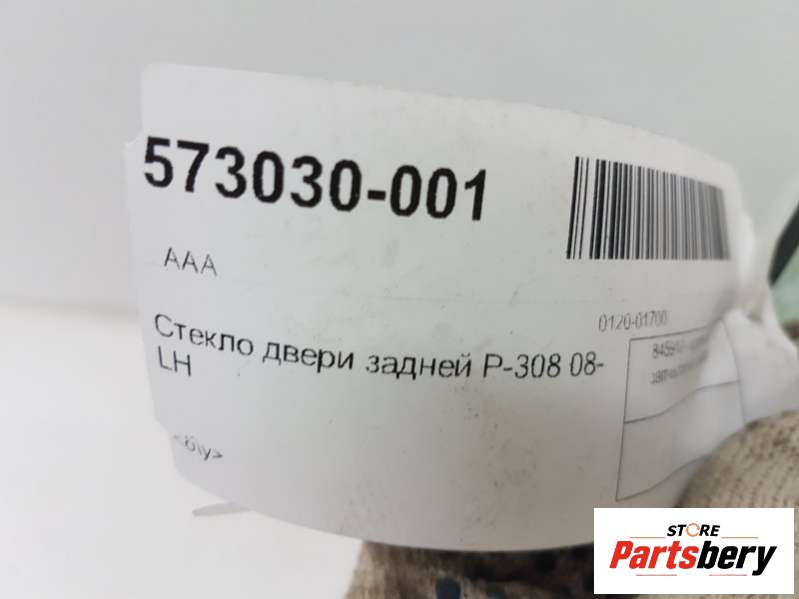 573030-001
AAA
0120-01700
Стекло двери задней P-308 08-
LH
<б\у>
STORE
Partsbery